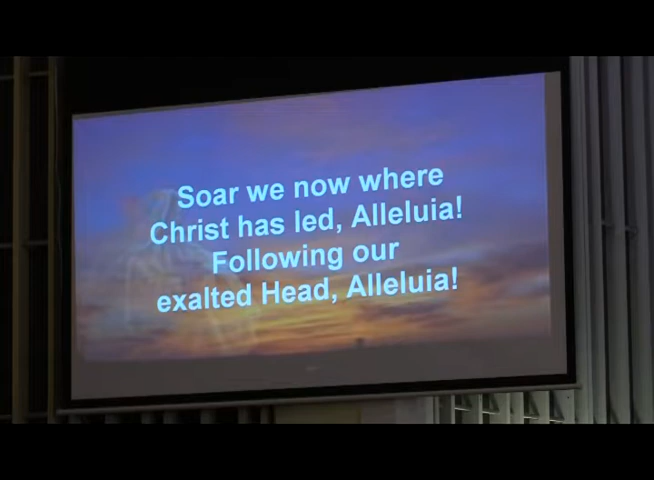 Soar we now where
Christ has led, Alleluia!
Following our
exalted Head, Alleluia!